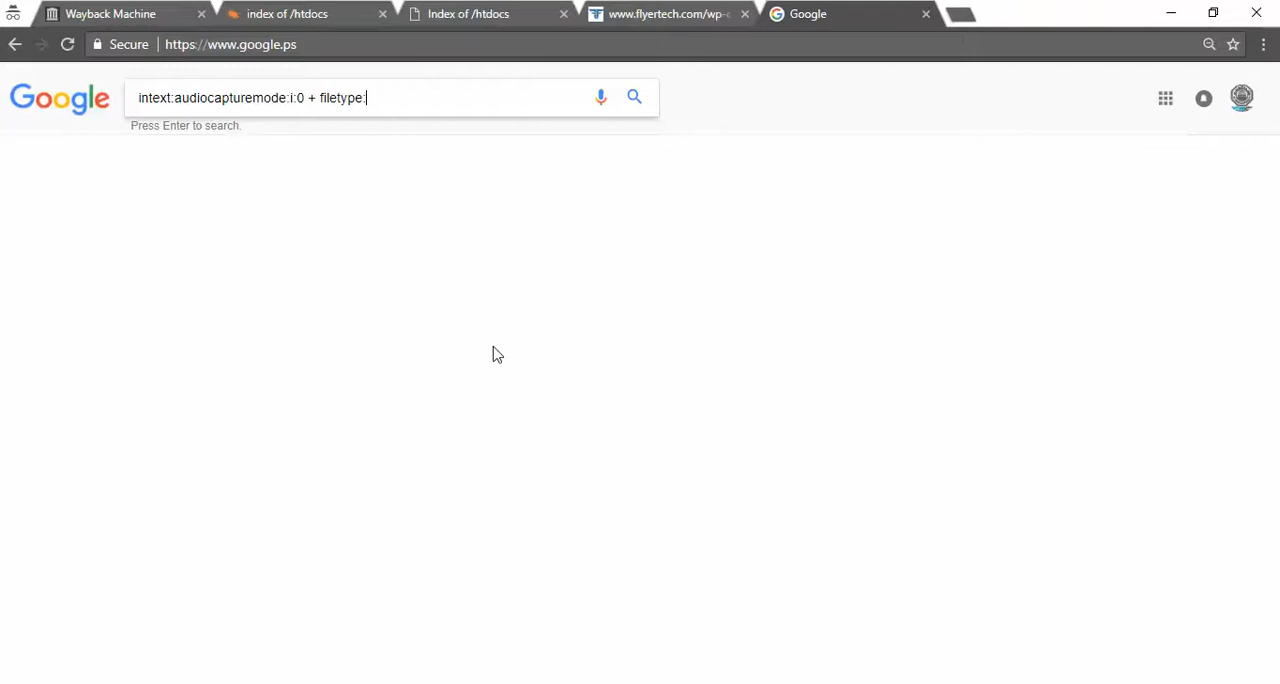 Wayback Machine
index of /htdocs
Index of /htdocs
www.flyertech.com/wp-c
Google
Secure
https://www.google.ps
Google
intext:audiocapturemode:i:0 + filetype:
Press Enter to search.